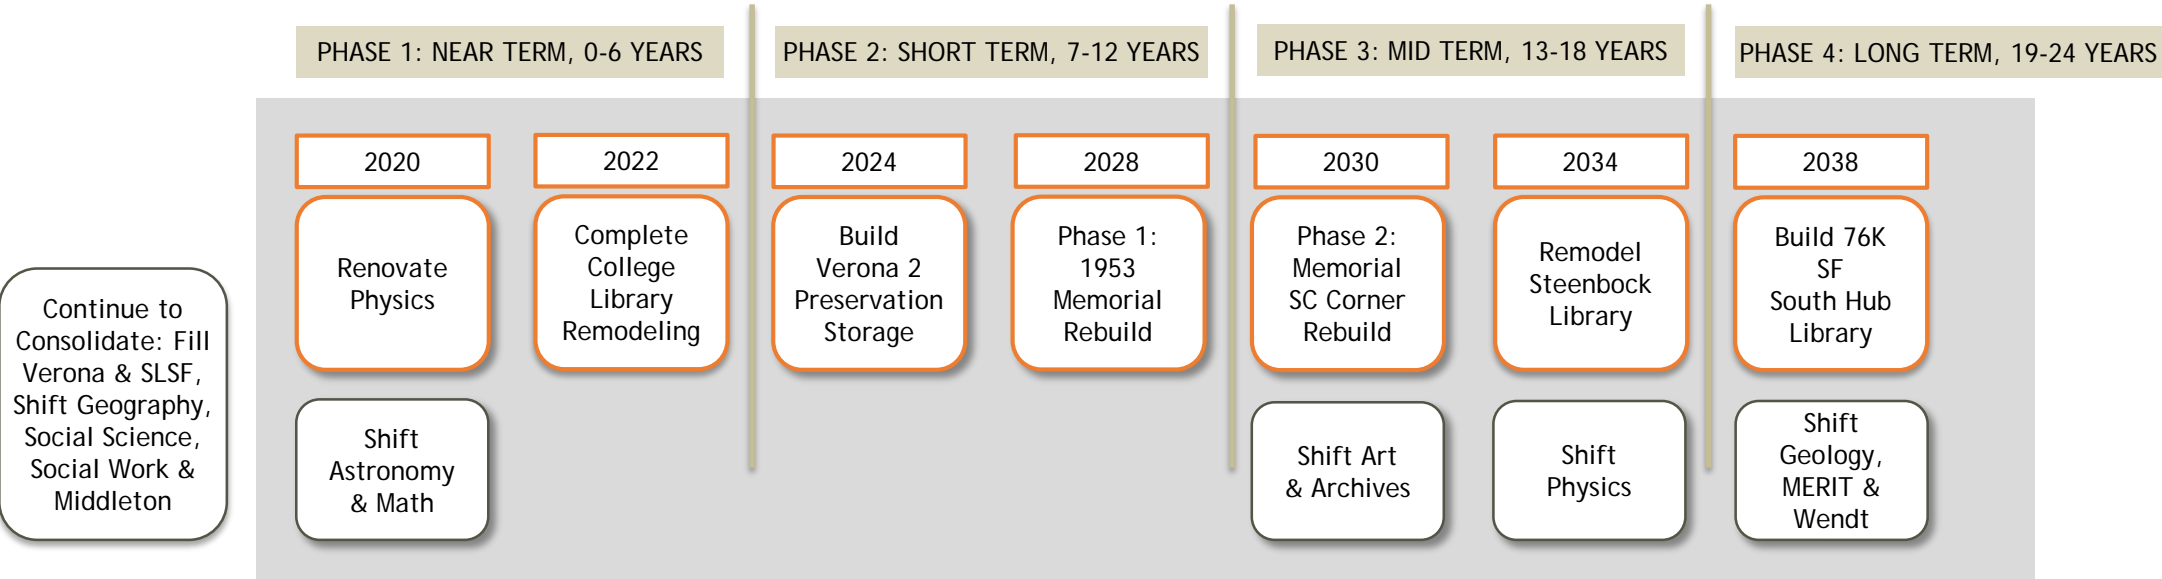 PHASE 1: NEAR TERM, 0-6 YEARS
PHASE 2: SHORT TERM, 7-12 YEARS
PHASE 3: MID TERM, 13-18 YEARS
PHASE 4: LONG TERM, 19-24 YEARS
Continue to
Consolidate: Fill
Verona & SLSF,
Shift Geography,
Social Science,
Social Work &
Middleton
2020
Renovate
Physics
Shift
Astronomy
& Math
2022
Complete
College
Library
Remodeling
2024
Build
Verona 2
Preservation
Storage
2028
Phase 1:
1953
Memorial
Rebuild
2030
Phase 2:
Memorial
SC Corner
Rebuild
Shift Art
& Archives
2034
Remodel
Steenbock
Library
Shift
Physics
2038
Build 76K
SF
South Hub
Library
Shift
Geology,
MERIT &
Wendt